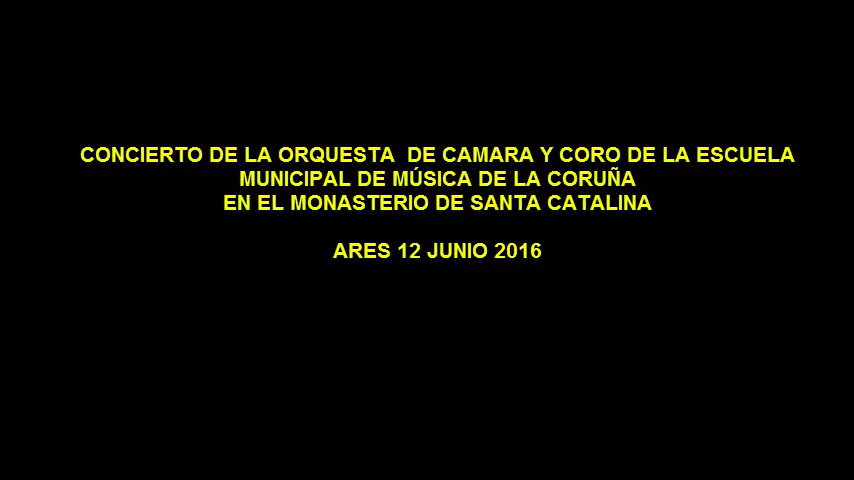 CONCIERTO DE LA ORQUESTA  DE CAMARA Y CORO DE LA ESCUELA
MUNICIPAL DE MÚSICA DE LA CORUÑA
EN EL MONASTERIO DE SANTA CATALINA
ARES 12 JUNIO 2016